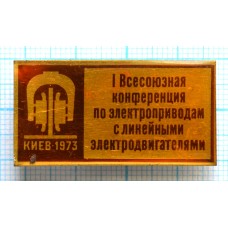 I Всесоюзная
конференция
по электроприводам
с линейными
электродвигателями
КИЕВ·1973